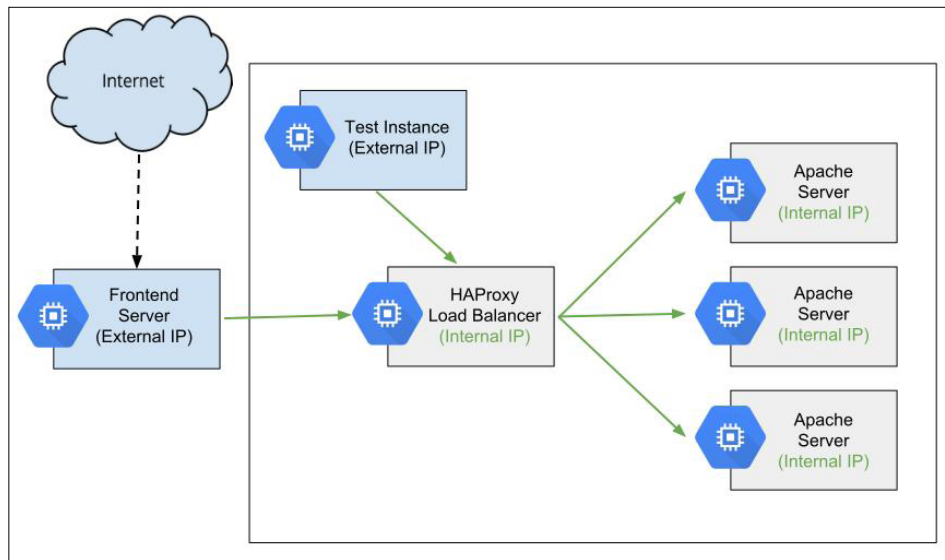 Internet
Test Instance
(External IP)
Apache
Server
(Internal IP)
Frontend
Server
(External IP)
HAProxy
Load Balancer
(Internal IP)
Apache
Server
(Internal IP)
Apache
Server
(Internal IP)